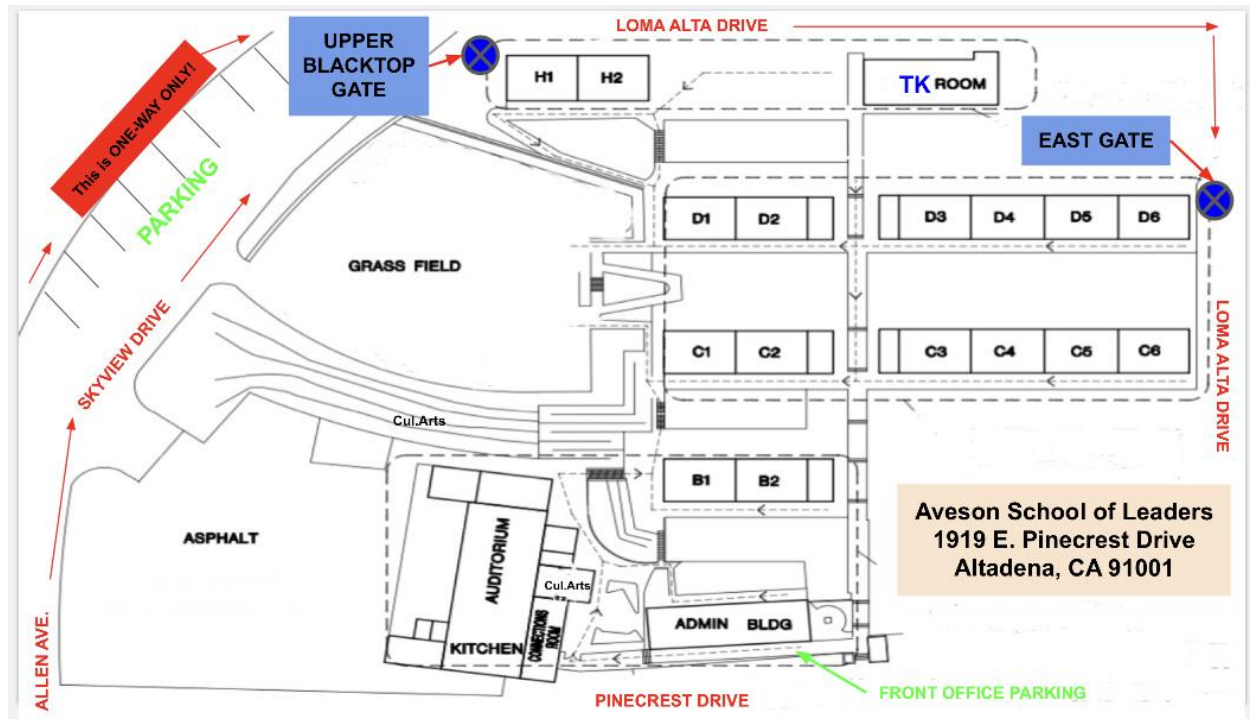 LOMA ALTA DRIVE
UPPER
BLACKTOP
GATE
H1
H2
TK ROOM
This is ONE-WAY ONLY!
PARKING
EAST GATE
D1
D2
D3
D4
D5
D6
GRASS FIELD
SKYVIEW DRIVE
C1
C2
C3
C4
C5
C6
LOMA ALTA DRIVE
Cul.Arts
B1
B2
ASPHALT
AUDITORIUM
Cul.Arts
Aveson School of Leaders
1919 E. Pinecrest Drive
Altadena, CA 91001
ALLEN AVE.
KITCHEN
CONNECTIONS
ROOM
ADMIN BLDG
PINECREST DRIVE
FRONT OFFICE PARKING